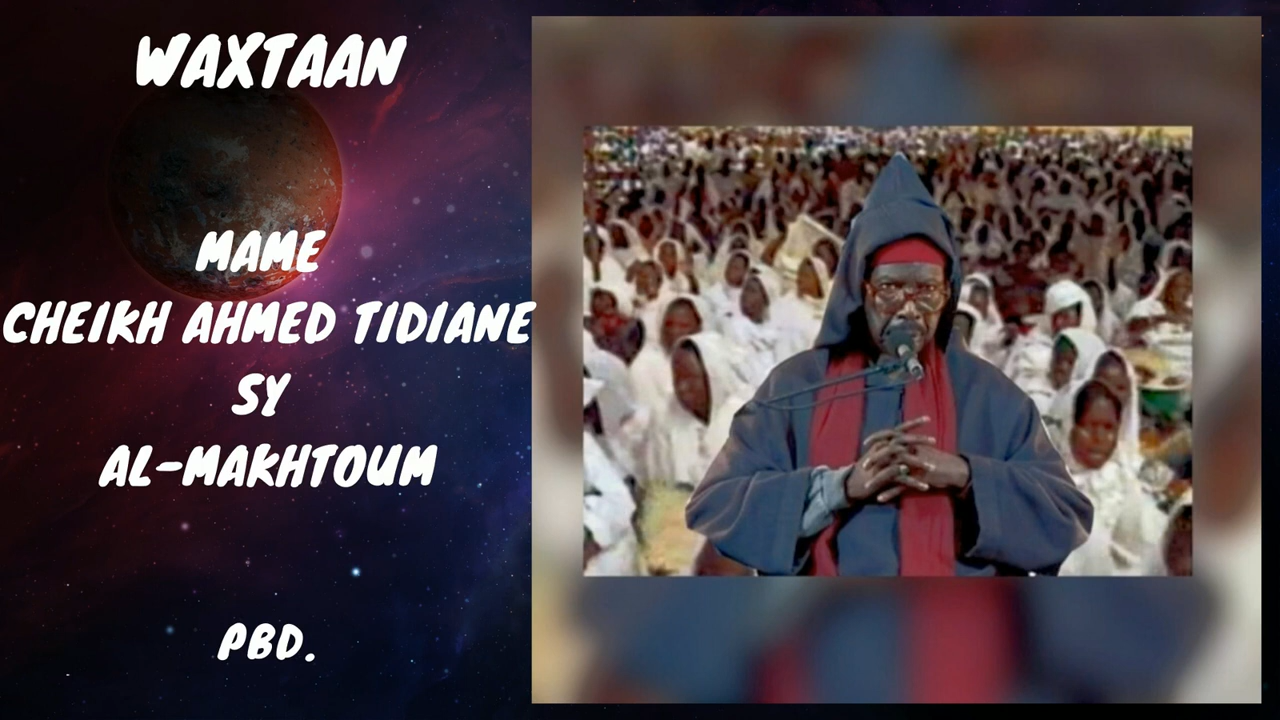 WAXTAAN
MAME
CHEIKH AHMED TIDIANE
SY
AL-MAKHTOUM
PBD.